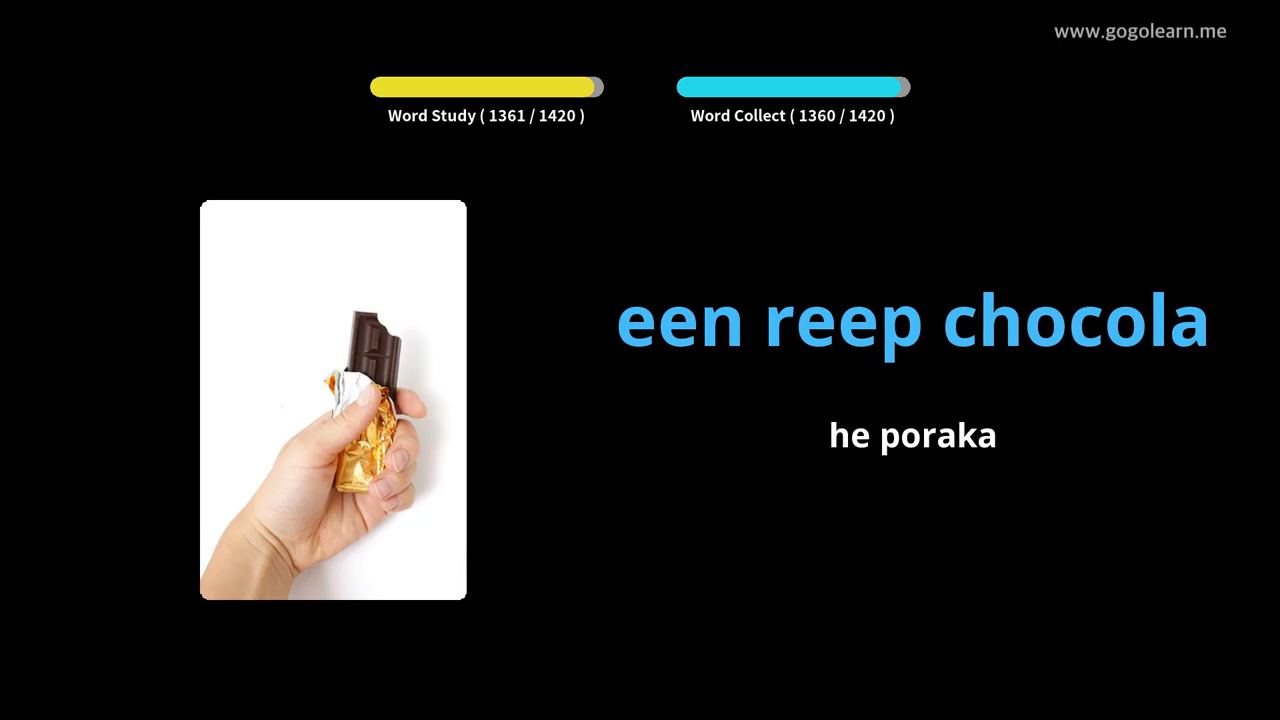 www.gogolearn.me
Word Study ( 1361 / 1420 )
Word Collect ( 1360 / 1420 )
een reep chocola
he poraka